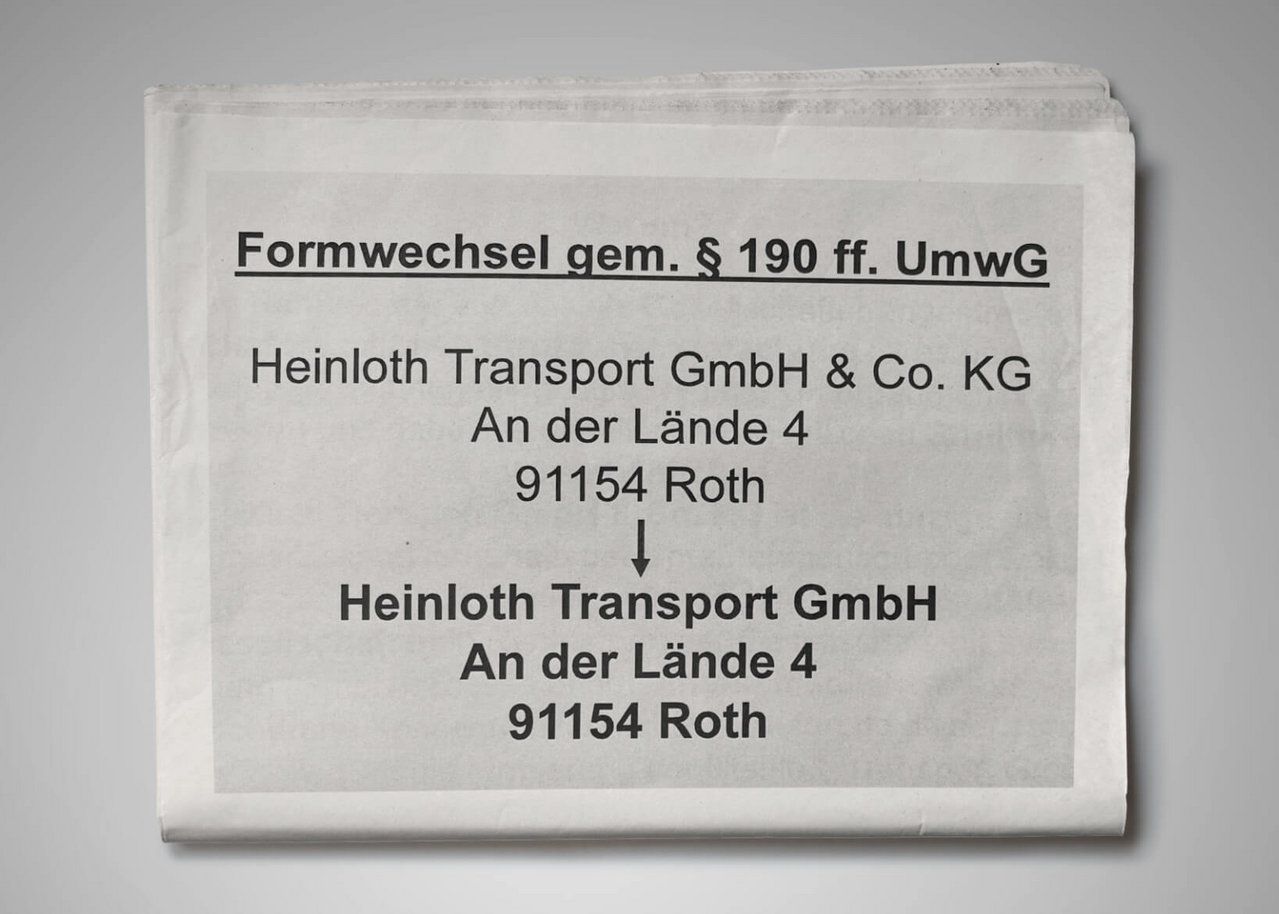 Formwechsel gem. § 190 ff. UmwG
Heinloth Transport GmbH & Co. KG
An der Lände 4
91154 Roth
Heinloth Transport GmbH
An der Lände 4
91154 Roth